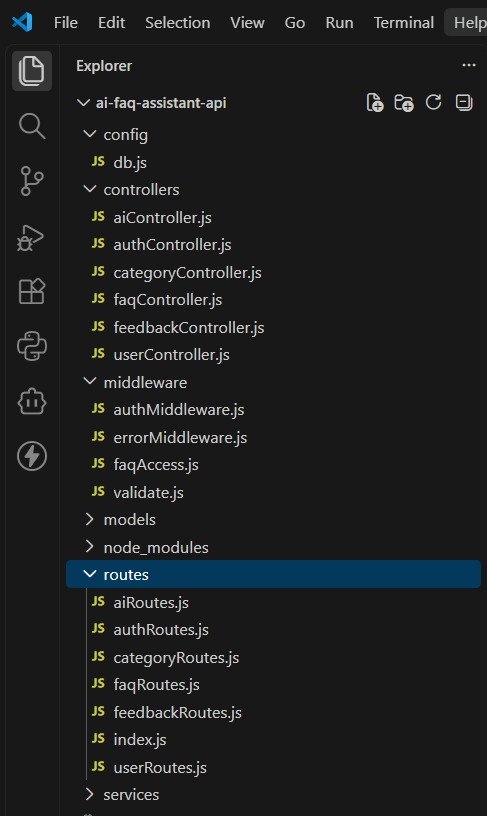 File Edit Selection View Go Run Terminal Help
Explorer
ai-faq-assistant-api
config
JS db.js
controllers
JS aiController.js
JS authController.js
JS categoryController.js
JS faqController.js
JS feedbackController.js
JS userController.js
middleware
JS authMiddleware.js
JS errorMiddleware.js
JS faqAccess.js
JS validate.js
models
node_modules
routes
JS aiRoutes.js
JS authRoutes.js
JS categoryRoutes.js
JS faqRoutes.js
JS feedbackRoutes.js
JS index.js
JS userRoutes.js
services